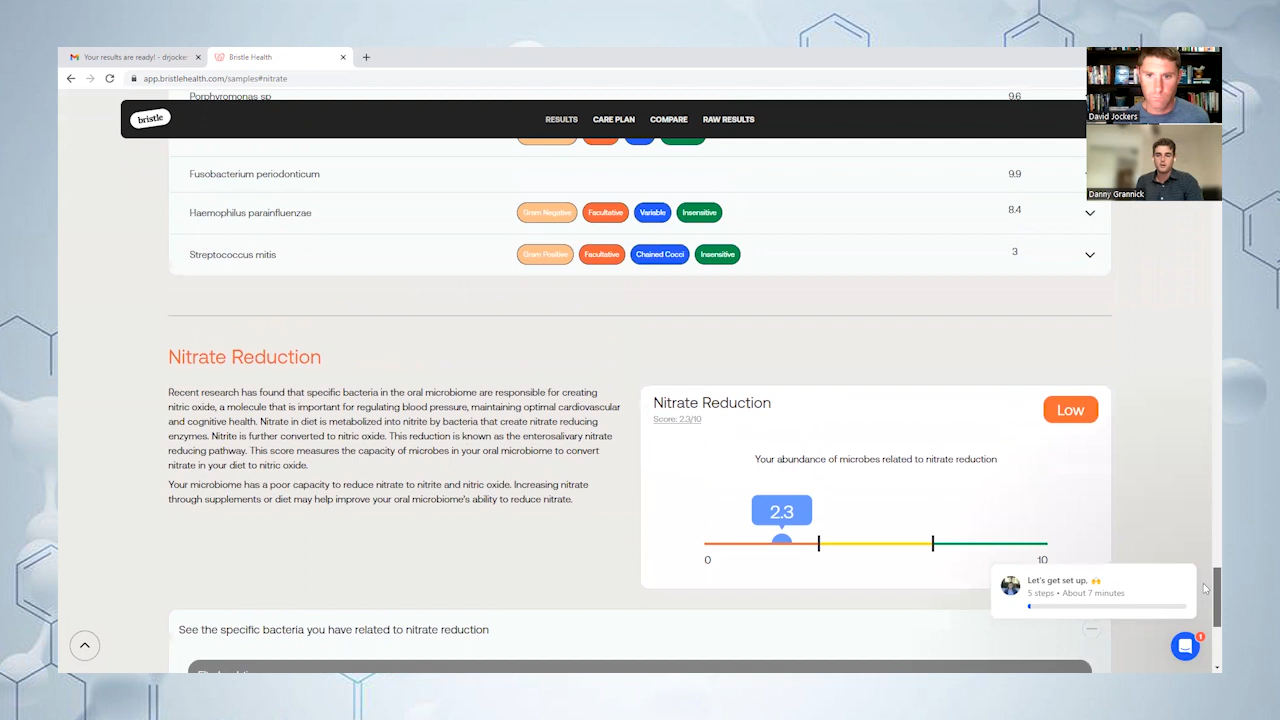 Your results are ready! - drjocke
Bristle Health
app.bristlehealth.com/samples#nitrate
Porphyromonas sp
9.6
bristle
RESULTS
CARE PLAN
COMPARE
RAW RESULTS
David Jockers
Danny Grannick
Fusobacterium periodonticum
9.9
Haemophilus parainfluenzae
Gram Negative
Facultative
Variable
Insensitive
8.4
Streptococcus mitis
Gram Positive
Facultative
Chained Cocci
Insensitive
3
Nitrate Reduction
Recent research has found that specific bacteria in the oral microbiome are responsible for creating
nitric oxide, a molecule that is important for regulating blood pressure, maintaining optimal cardiovascular
and cognitive health. Nitrate in diet is metabolized into nitrite by bacteria that create nitrate reducing
enzymes. Nitrite is further converted to nitric oxide. This reduction is known as the enterosalivary nitrate
reducing pathway. This score measures the capacity of microbes in your oral microbiome to convert
nitrate in your diet to nitric oxide.
Your microbiome has a poor capacity to reduce nitrate to nitrite and nitric oxide. Increasing nitrate
through supplements or diet may help improve your oral microbiome's ability to reduce nitrate.
Nitrate Reduction
Score: 2.3/10
Low
Your abundance of microbes related to nitrate reduction
2.3
0
10
Let's get set up, 🙌
5 steps • About 7 minutes
1
See the specific bacteria you have related to nitrate reduction